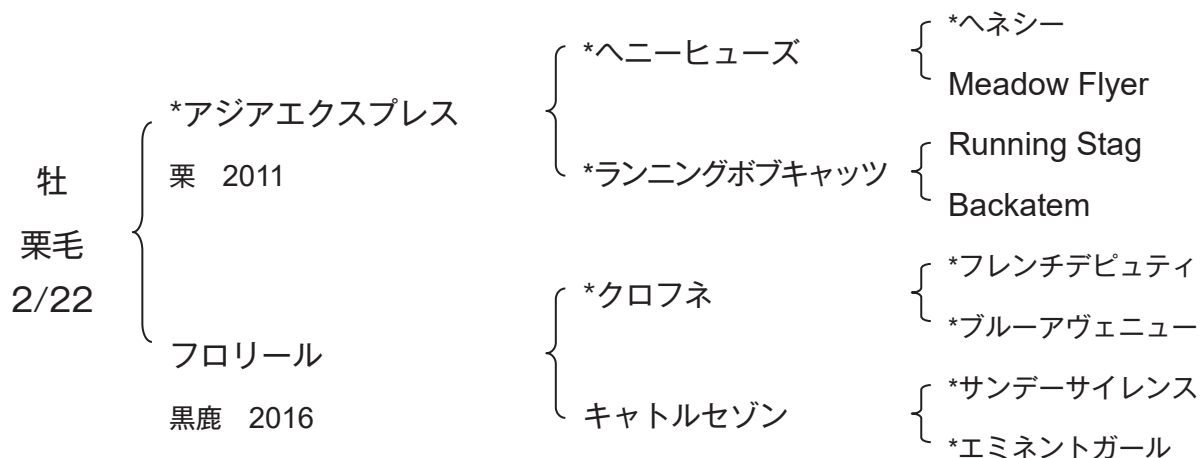 牡
栗毛
2/22
*アジアエクスプレス
栗　2011
フロリール
黒鹿　2016
*ヘニーヒューズ
*ランニングボブキャッツ
*クロフネ
キャトルセゾン
*ヘネシー
Meadow Flyer
Running Stag
Backatem
*フレンチデピュティ
*ブルーアヴェニュー
*サンデーサイレンス
*エミネントガール